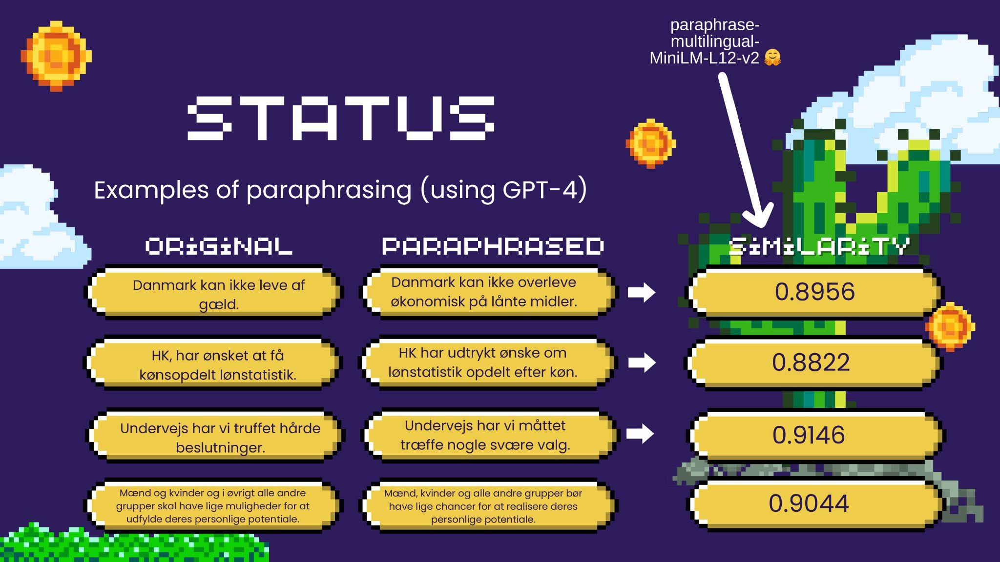 paraphrase-
multilingual-
MiniLM-L12-v2 🤗
STATUS
Examples of paraphrasing (using GPT-4)
ORiGiNAL
PARAPHRASED
SiMiLARiTY
Danmark kan ikke leve af
gæld.
Danmark kan ikke overleve
økonomisk på lånte midler.
0.8956
HK, har ønsket at få
kønsopdelt lønstatistik.
HK har udtrykt ønske om
lønstatistik opdelt efter køn.
0.8822
Undervejs har vi truffet hårde
beslutninger.
Undervejs har vi måttet
træffe nogle svære valg.
0.9146
Mænd og kvinder og i øvrigt alle andre
grupper skal have lige muligheder for at
udfylde deres personlige potentiale.
Mænd, kvinder og alle andre grupper bør
have lige chancer for at realisere deres
personlige potentiale.
0.9044